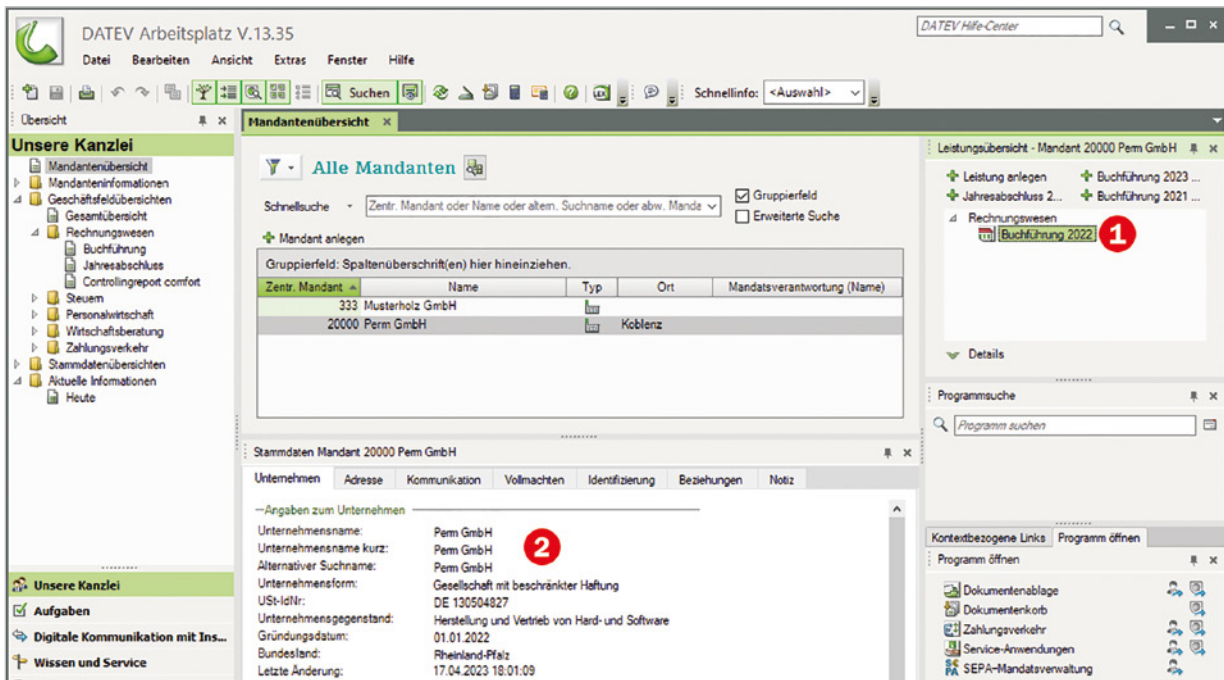 DATEV Arbeitsplatz V.13.35
DATEV Hilfe-Center
Datei Bearbeiten Ansicht Extras Fenster Hilfe
Suchen
Schnellinfo: <Auswahl>
Übersicht
Unsere Kanzlei
Mandantenübersicht
Mandanteninformationen
Geschäftsfeldübersichten
Gesamtübersicht
Rechnungswesen
Buchführung
Jahresabschluss
Controllingreport comfort
Steuern
Personalwirtschaft
Wirtschaftsberatung
Zahlungsverkehr
Stammdatenübersichten
Aktuelle Informationen
Heute
Unsere Kanzlei
Aufgaben
Digitale Kommunikation mit Ins...
Wissen und Service
Mandantenübersicht
Alle Mandanten
Schnellsuche
Zentr. Mandant oder Name oder altern. Suchname oder abw. Manda
Gruppierfeld
Erweiterte Suche
Mandant anlegen
Gruppierfeld: Spaltenüberschrift(en) hier hineinziehen.
Zentr. Mandant Name Typ Ort Mandatsverantwortung (Name)
333 Musterholz GmbH
20000 Perm GmbH Koblenz
Stammdaten Mandant 20000 Perm GmbH
Unternehmen Adresse Kommunikation Vollmachten Identifizierung Beziehungen Notiz
Angaben zum Unternehmen
Unternehmensname: Perm GmbH
Unternehmensname kurz: Perm GmbH
2
Alternativer Suchname: Perm GmbH
Unternehmensform: Gesellschaft mit beschränkter Haftung
USt-IdNr: DE 130504827
Unternehmensgegenstand: Herstellung und Vertrieb von Hard- und Software
Gründungsdatum: 01.01.2022
Bundesland: Rheinland-Pfalz
Letzte Änderung: 17.04.2023 18:01:09
Leistungsübersicht - Mandant 20000 Perm GmbH
Leistung anlegen Buchführung 2023 ...
Jahresabschluss 2... Buchführung 2021 ...
Rechnungswesen
Buchführung 2022 1
Details
Programmsuche
Programm suchen
Kontextbezogene Links Programm öffnen
Programm öffnen
Dokumentenablage
Dokumentenkorb
Zahlungsverkehr
Service-Anwendungen
SEPA-Mandatsverwaltung